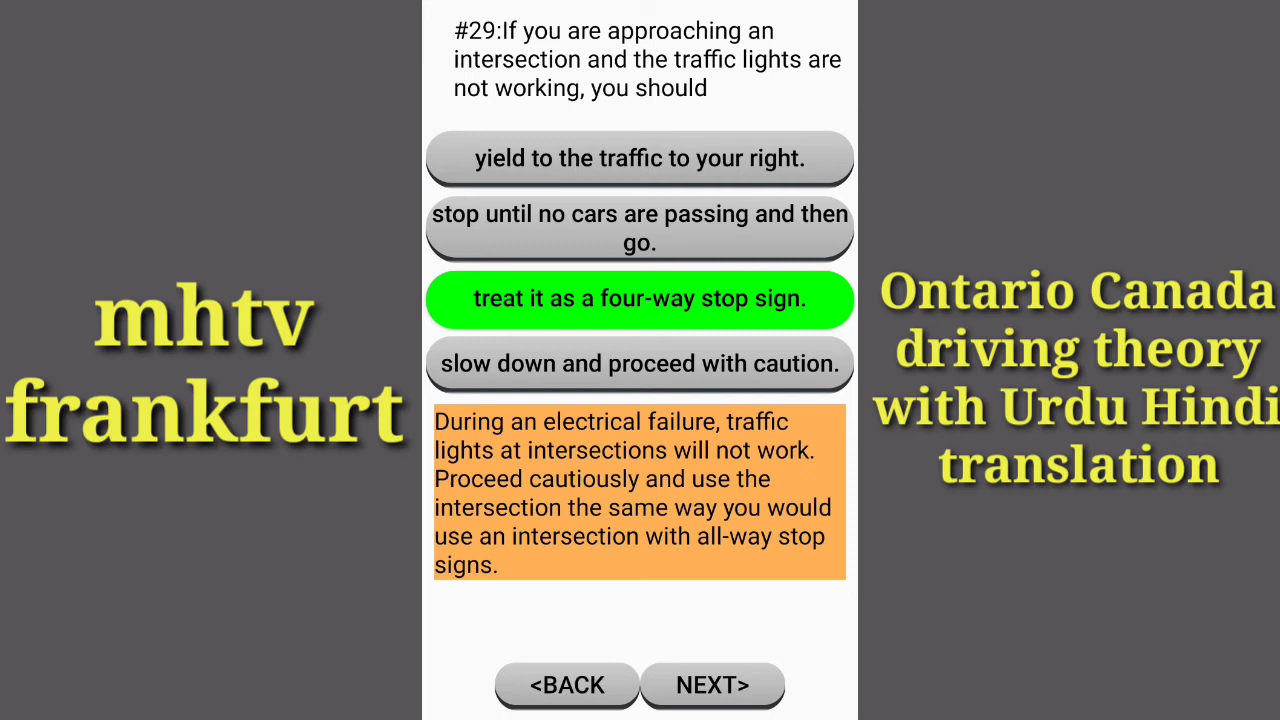 #29:If you are approaching an
intersection and the traffic lights are
not working, you should
yield to the traffic to your right.
stop until no cars are passing and then
go.
treat it as a four-way stop sign.
slow down and proceed with caution.
During an electrical failure, traffic
lights at intersections will not work.
Proceed cautiously and use the
intersection the same way you would
use an intersection with all-way stop
signs.
<BACK
NEXT>
mhtv
frankfurt
Ontario Canada
driving theory
with Urdu Hindi
translation